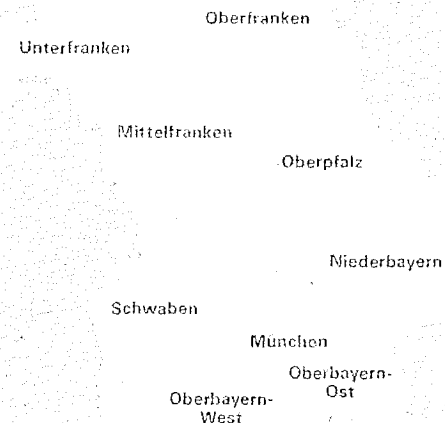 Oberfranken
Unterfranken
Mittelfranken
Oberpfalz
Niederbayern
Schwaben
München
Oberbayern-
Ost
Oberbayern-
West